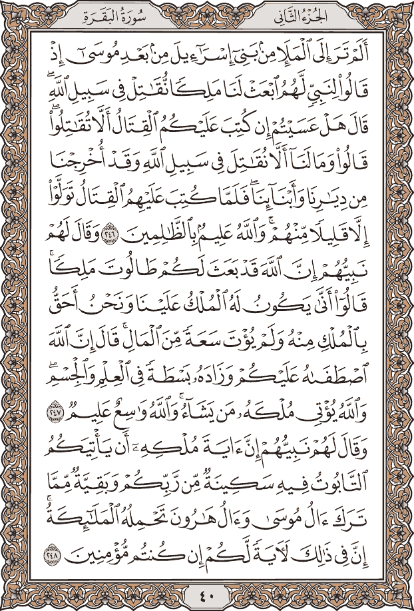 الجزء الثاني
سورة البقرة
أَلَمْ تَرَ إِلَى ٱلْمَلَإِ مِنۢ بَنِىٓ إِسْرَٰٓءِيلَ مِنۢ بَعْدِ مُوسَىٰٓ إِذْ
قَالُوا۟ لِنَبِىٍّ لَّهُمُ ٱبْعَثْ لَنَا مَلِكًا نُّقَٰتِلْ فِى سَبِيلِ ٱللَّهِ ۖ
قَالَ هَلْ عَسَيْتُمْ إِن كُتِبَ عَلَيْكُمُ ٱلْقِتَالُ أَلَّا تُقَٰتِلُوا۟ ۖ
قَالُوا۟ وَمَا لَنَآ أَلَّا نُقَٰتِلَ فِى سَبِيلِ ٱللَّهِ وَقَدْ أُخْرِجْنَا
مِن دِيَٰرِنَا وَأَبْنَآئِنَا ۖ فَلَمَّا كُتِبَ عَلَيْهِمُ ٱلْقِتَالُ تَوَلَّوْا۟
إِلَّا قَلِيلًا مِّنْهُمْ ۗ وَٱللَّهُ عَلِيمٌۢ بِٱلظَّٰلِمِينَ ٢٤٦ وَقَالَ لَهُمْ
نَبِيُّهُمْ إِنَّ ٱللَّهَ قَدْ بَعَثَ لَكُمْ طَالُوتَ مَلِكًا ۚ
قَالُوٓا۟ أَنَّىٰ يَكُونُ لَهُ ٱلْمُلْكُ عَلَيْنَا وَنَحْنُ أَحَقُّ
بِٱلْمُلْكِ مِنْهُ وَلَمْ يُؤْتَ سَعَةً مِّنَ ٱلْمَالِ ۚ قَالَ إِنَّ ٱللَّهَ
ٱصْطَفَىٰهُ عَلَيْكُمْ وَزَادَهُۥ بَسْطَةً فِى ٱلْعِلْمِ وَٱلْجِسْمِ ۖ
وَٱللَّهُ يُؤْتِى مُلْكَهُۥ مَن يَشَآءُ ۚ وَٱللَّهُ وَٰسِعٌ عَلِيمٌ ٢٤٧
وَقَالَ لَهُمْ نَبِيُّهُمْ إِنَّ ءَايَةَ مُلْكِهِۦٓ أَن يَأْتِيَكُمُ
ٱلتَّابُوتُ فِيهِ سَكِينَةٌ مِّن رَّبِّكُمْ وَبَقِيَّةٌ مِّمَّا
تَرَكَ ءَالُ مُوسَىٰ وَءَالُ هَٰرُونَ تَحْمِلُهُ ٱلْمَلَٰٓئِكَةُ ۚ
إِنَّ فِى ذَٰلِكَ لَءَايَةً لَّكُمْ إِن كُنتُم مُّؤْمِنِينَ ٢٤٨
٤٠